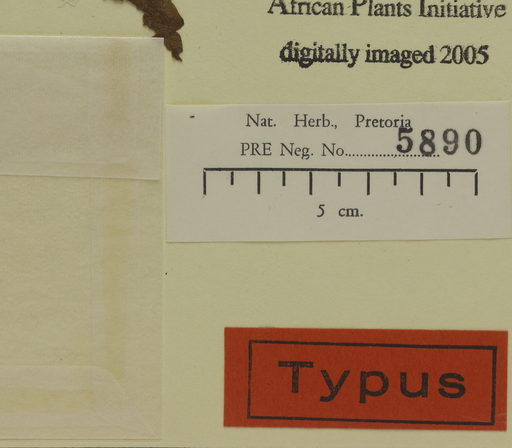 African Plants Initiative
digitally imaged 2005
Nat. Herb., Pretoria
PRE Neg. No.....................5890
5 cm.
Typus